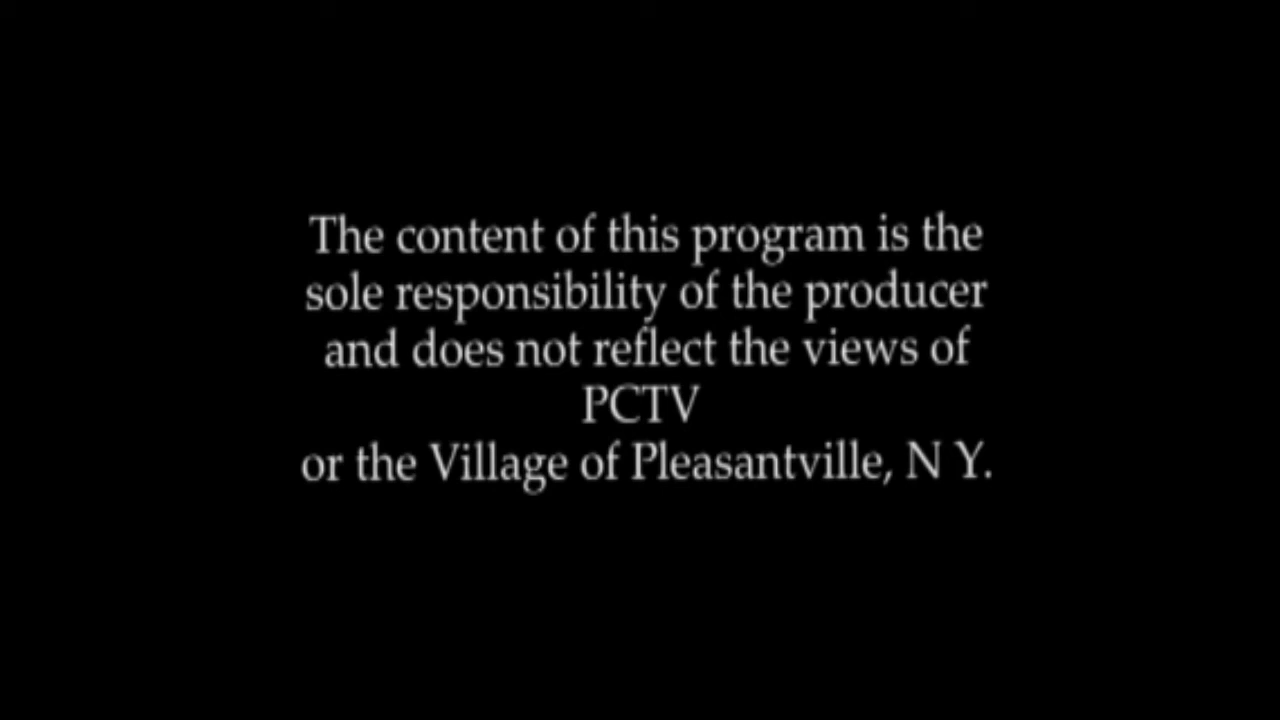 The content of this program is the
sole responsibility of the producer
and does not reflect the views of
PCTV
or the Village of Pleasantville, N Y.